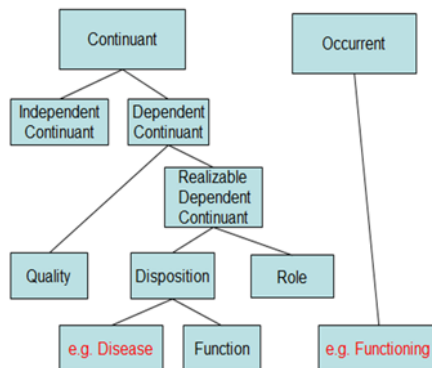 Continuant
Occurrent
Independent
Continuant
Dependent
Continuant
Realizable
Dependent
Continuant
Quality
Disposition
Role
e.g. Disease
Function
e.g. Functioning